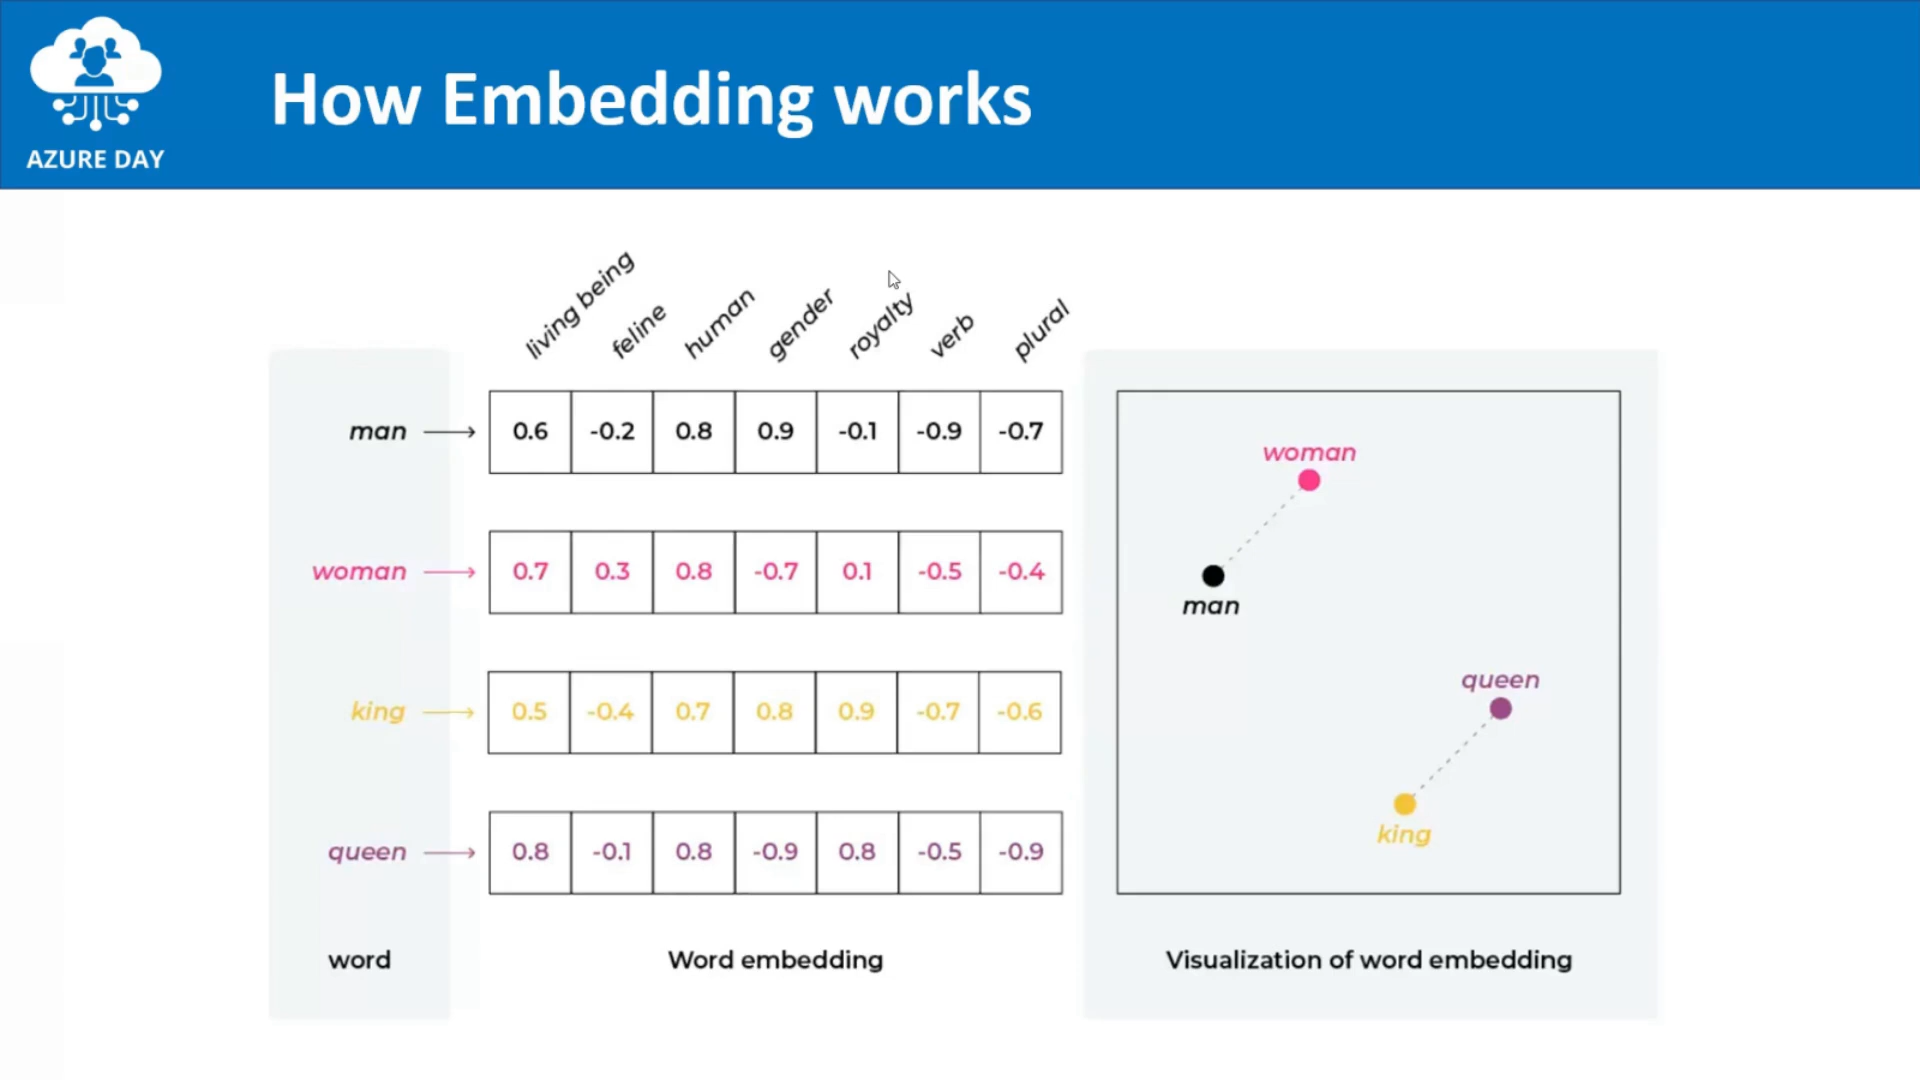 How Embedding works
AZURE DAY
living being feline human gender royalty verb plural
man 0.6 -0.2 0.8 0.9 -0.1 -0.9 -0.7
woman 0.7 0.3 0.8 -0.7 0.1 -0.5 -0.4
king 0.5 -0.4 0.7 0.8 0.9 -0.7 -0.6
queen 0.8 -0.1 0.8 -0.9 0.8 -0.5 -0.9
woman
man
queen
king
word Word embedding Visualization of word embedding